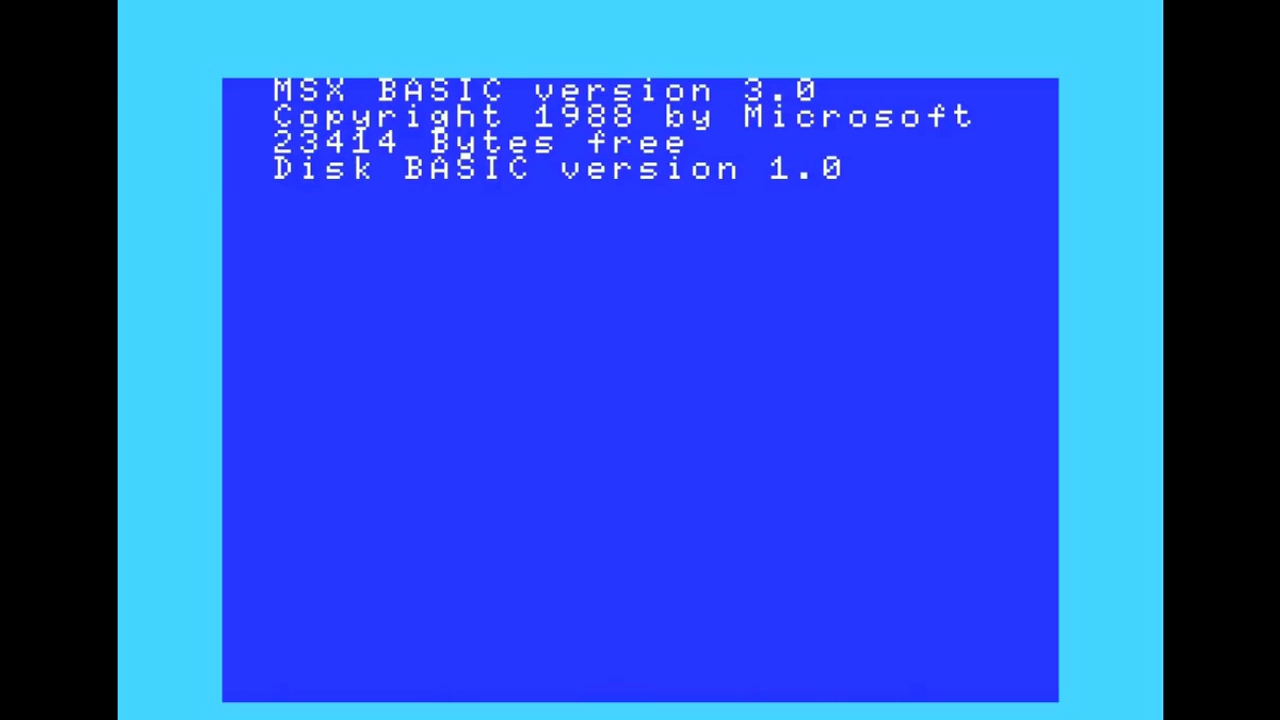 MSX BASIC version 3.0
Copyright 1988 by Microsoft
23414 Bytes free
Disk BASIC version 1.0